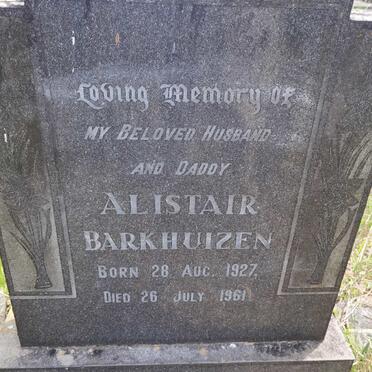 Loving Memory of
MY BELOVED HUSBAND
AND DADDY
ALISTAIR
BARKHUIZEN
BORN 28 AUG. 1927,
DIED 26 JULY 1961